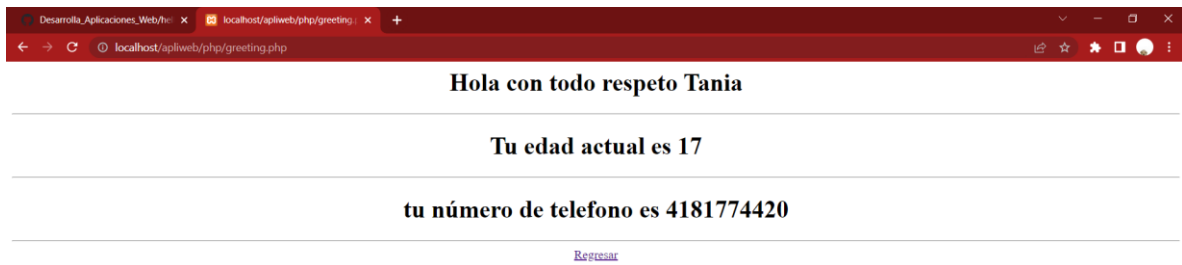 Desarrolla_Aplicaciones_Web/hel
localhost/apliweb/php/greeting.p
localhost/apliweb/php/greeting.php
Hola con todo respeto Tania
Tu edad actual es 17
tu número de telefono es 4181774420
Regresar